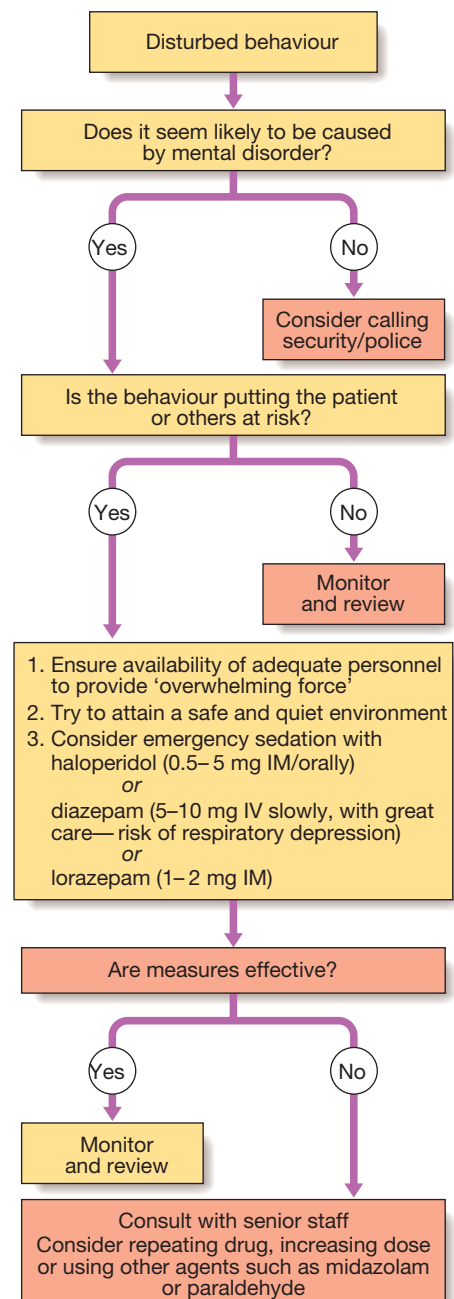 Disturbed behaviour
Does it seem likely to be caused
by mental disorder?
Yes
No
Consider calling
security/police
Is the behaviour putting the patient
or others at risk?
Yes
No
Monitor
and review
1. Ensure availability of adequate personnel
to provide ‘overwhelming force’
2. Try to attain a safe and quiet environment
3. Consider emergency sedation with
haloperidol (0.5– 5 mg IM/orally)
or
diazepam (5–10 mg IV slowly, with great
care— risk of respiratory depression)
or
lorazepam (1– 2 mg IM)
Are measures effective?
Yes
No
Monitor
and review
Consult with senior staff
Consider repeating drug, increasing dose
or using other agents such as midazolam
or paraldehyde